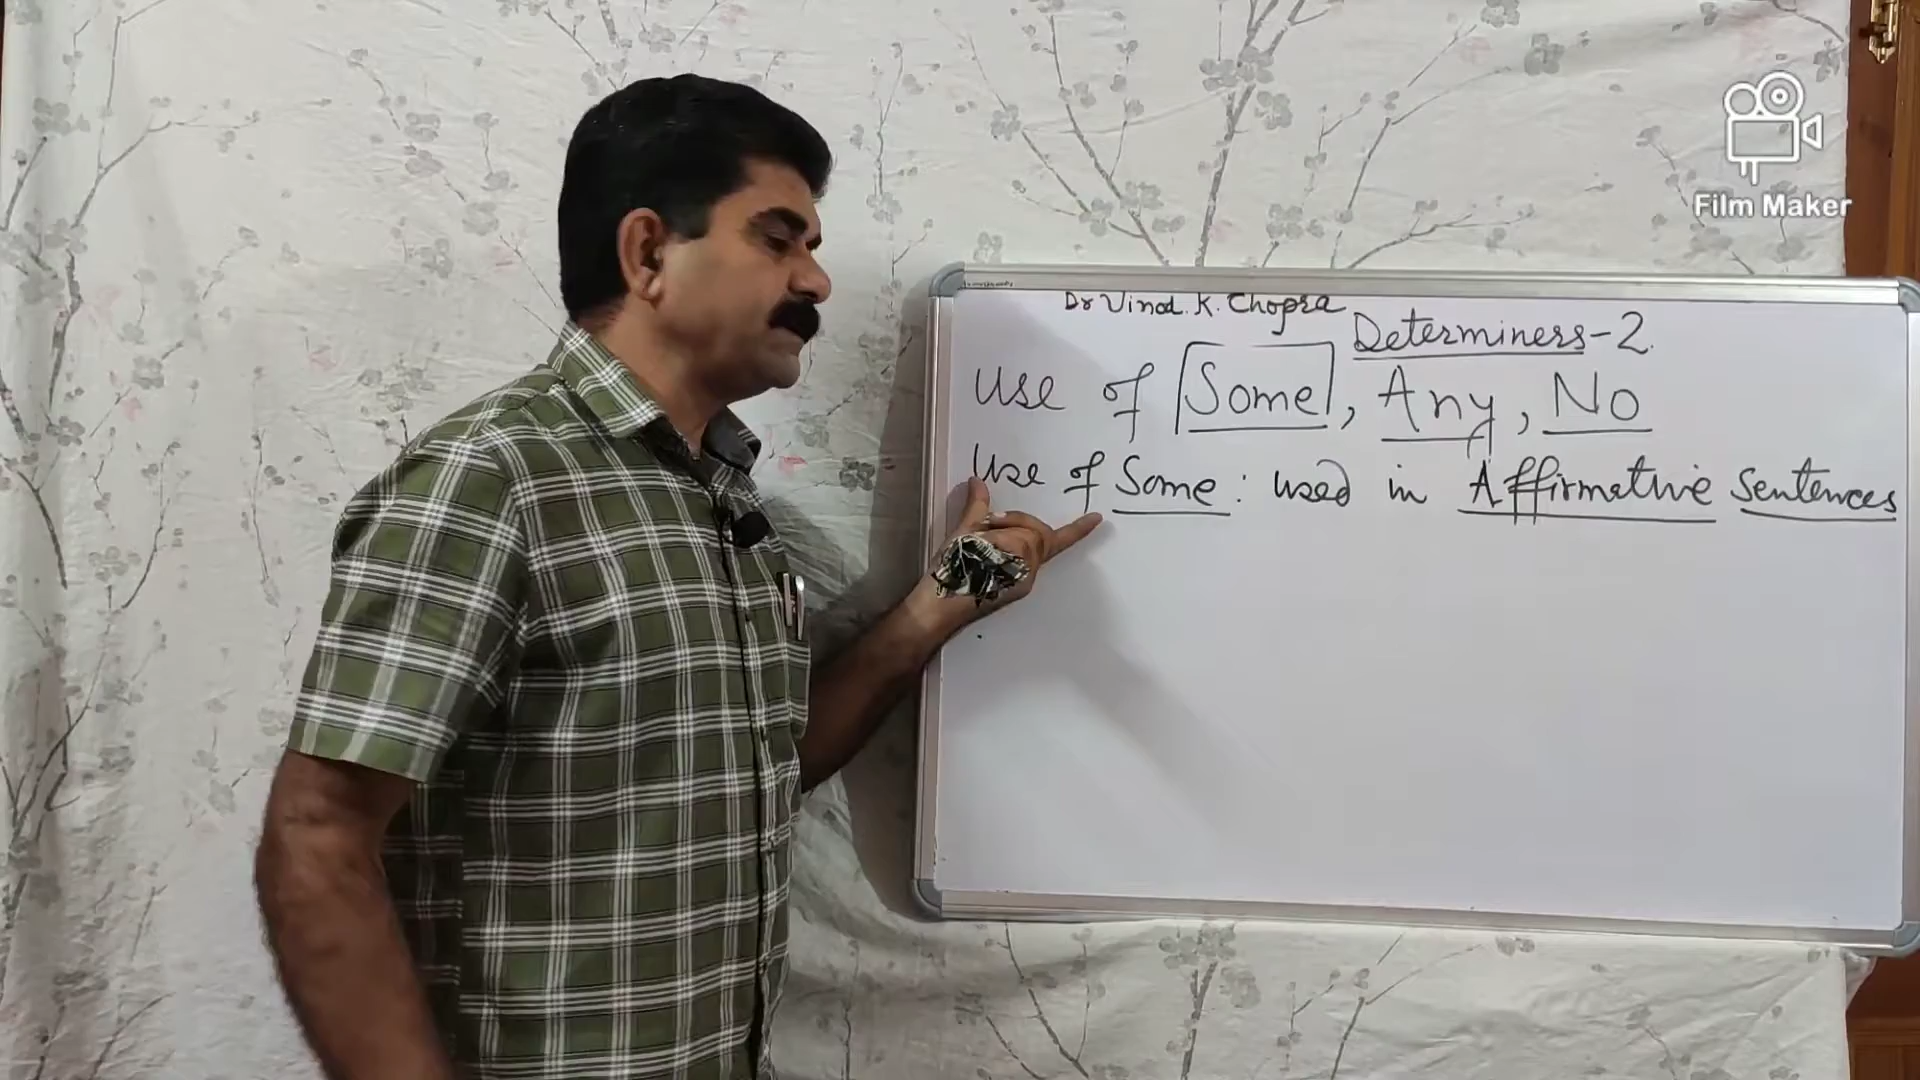 Film Maker
Dr Vinod. K. Chopra
Determiners-2.
Use of Some, Any, No
Use of Some: used in Affirmative Sentences